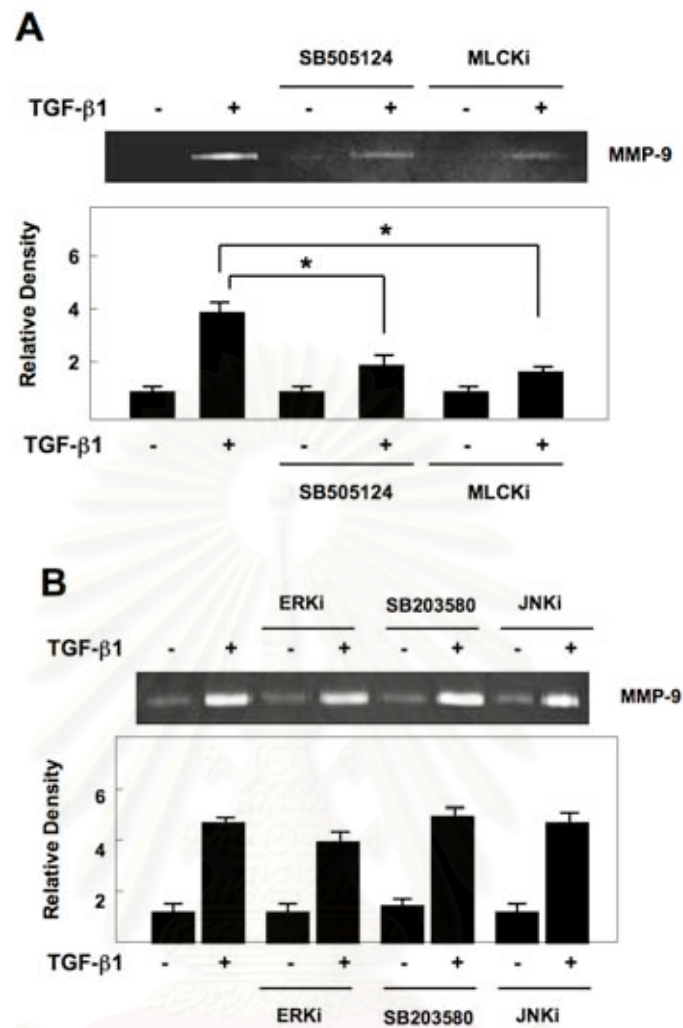 A
SB505124 MLCKi
TGF-β1 - + - + - +
MMP-9
Relative Density
6
4
2
*
*
TGF-β1 - + - + - +
SB505124 MLCKi
B
ERKi SB203580 JNKi
TGF-β1 - + - + - + - +
MMP-9
Relative Density
6
4
2
TGF-β1 - + - + - + - +
ERKi SB203580 JNKi